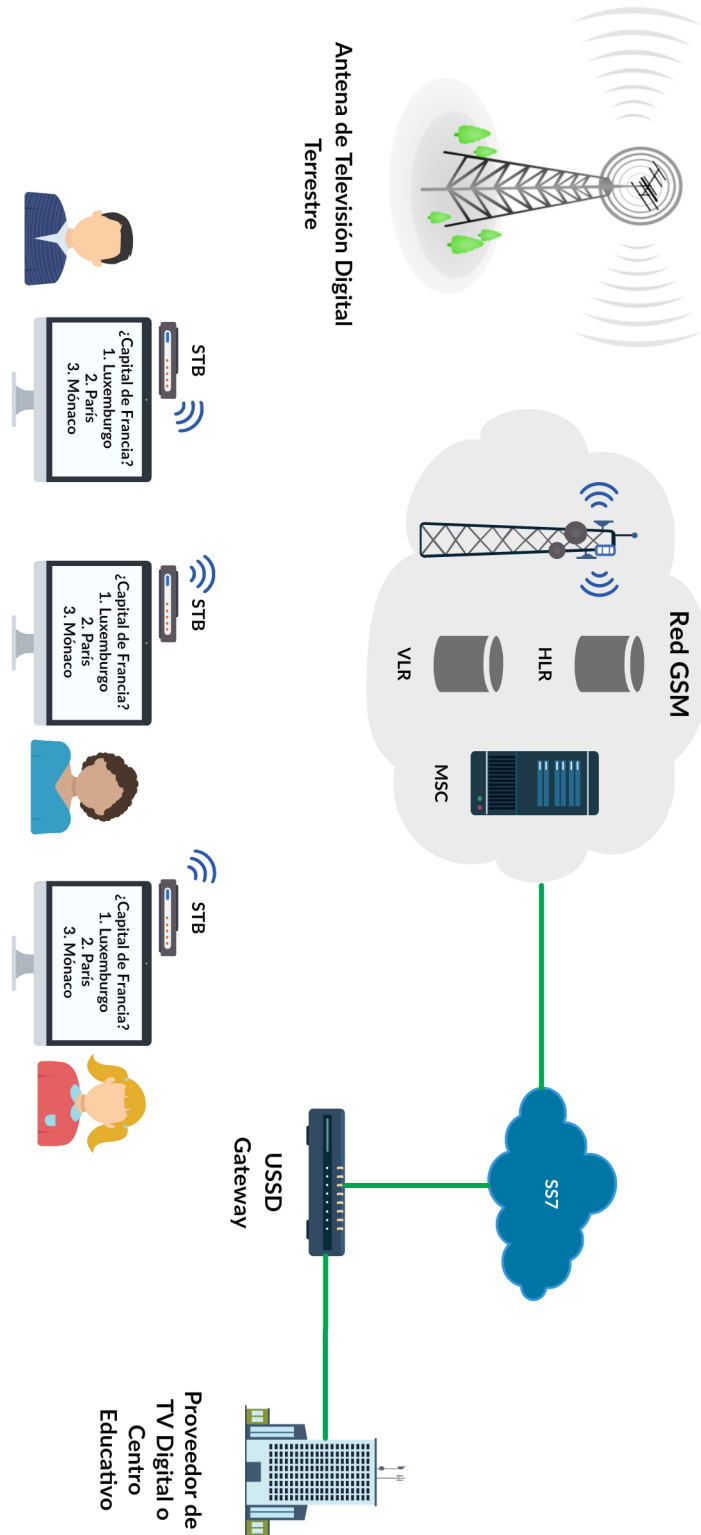 Antena de Televisión Digital
Terrestre
Red GSM
HLR
VLR
MSC
SS7
STB
¿Capital de Francia?
1. Luxemburgo
2. París
3. Mónaco
STB
¿Capital de Francia?
1. Luxemburgo
2. París
3. Mónaco
STB
¿Capital de Francia?
1. Luxemburgo
2. París
3. Mónaco
USSD
Gateway
Proveedor de
TV Digital o
Centro
Educativo